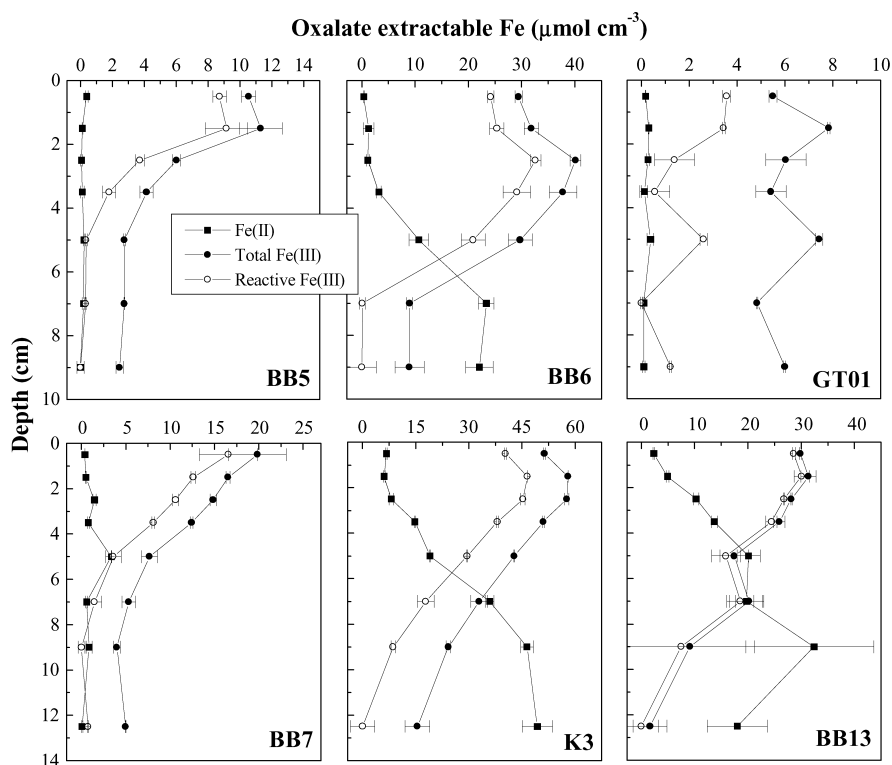 Oxalate extractable Fe (μmol cm⁻³)
0 2 4 6 8 10 12 14
0 10 20 30 40
0 2 4 6 8 10
0
2
4
6
8
10
Fe(II)
Total Fe(III)
Reactive Fe(III)
BB5
BB6
GT01
Depth (cm)
0 5 10 15 20 25
0 15 30 45 60
0 10 20 30 40
0
2
4
6
8
10
12
14
BB7
K3
BB13